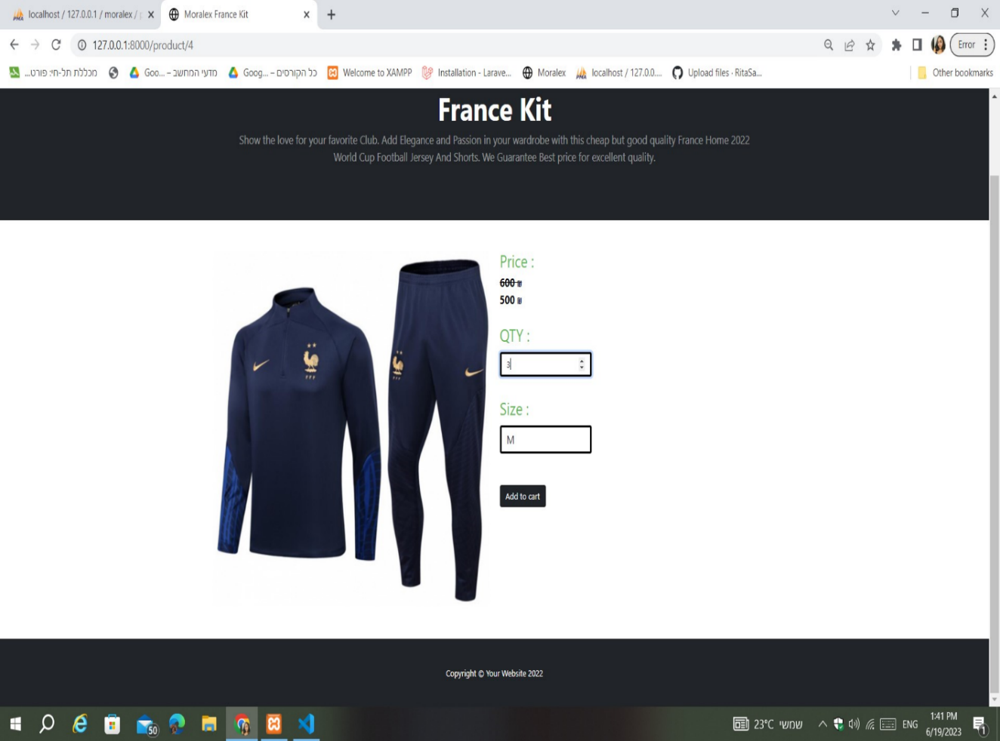 localhost / 127.0.0.1 / moralex /
Moralex France Kit
127.0.0.1:8000/product/4
Error
מכללת תל-חי: פורט...
מדעי המחשב – Goo...
כל הקורסים – Goog...
Welcome to XAMPP
Installation - Larave...
Moralex
localhost / 127.0.0....
Upload files · RitaSa...
Other bookmarks
France Kit
Show the love for your favorite Club. Add Elegance and Passion in your wardrobe with this cheap but good quality France Home 2022
World Cup Football Jersey And Shorts. We Guarantee Best price for excellent quality.
Price :
600 ₪
500 ₪
QTY :
3
Size :
M
Add to cart
FFF
FFF
Copyright © Your Website 2022
50
23°C שמשי
ENG
1:41 PM
6/19/2023
1